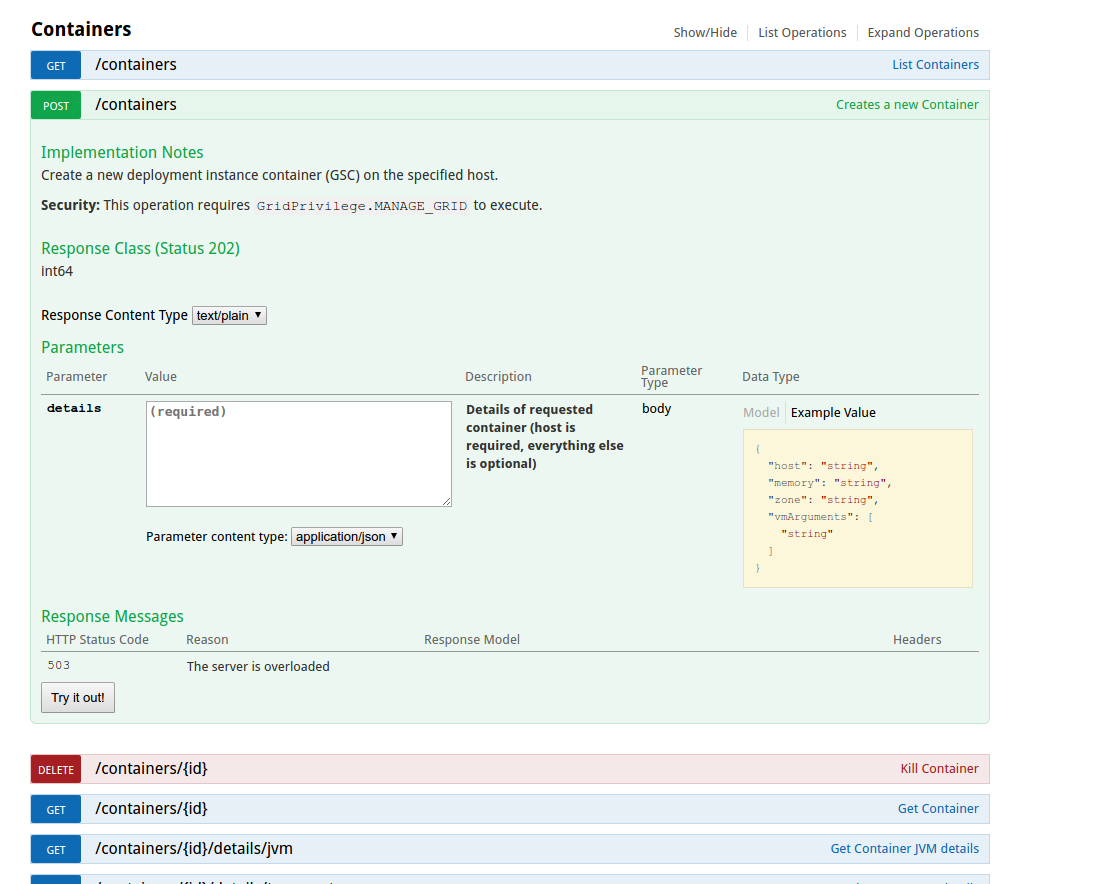 Containers
Show/Hide
List Operations
Expand Operations
GET /containers List Containers
POST /containers Creates a new Container
Implementation Notes
Create a new deployment instance container (GSC) on the specified host.
Security: This operation requires GridPrivilege.MANAGE_GRID to execute.
Response Class (Status 202)
int64
Response Content Type text/plain
Parameters
Parameter Value Description Parameter Type Data Type
details
(required)
Parameter content type: application/json
Details of requested
container (host is
required, everything else
is optional)
body
Model Example Value
{
"host": "string",
"memory": "string",
"zone": "string",
"vmArguments": [
"string"
]
}
Response Messages
HTTP Status Code Reason Response Model Headers
503 The server is overloaded
Try it out!
DELETE /containers/{id} Kill Container
GET /containers/{id} Get Container
GET /containers/{id}/details/jvm Get Container JVM details